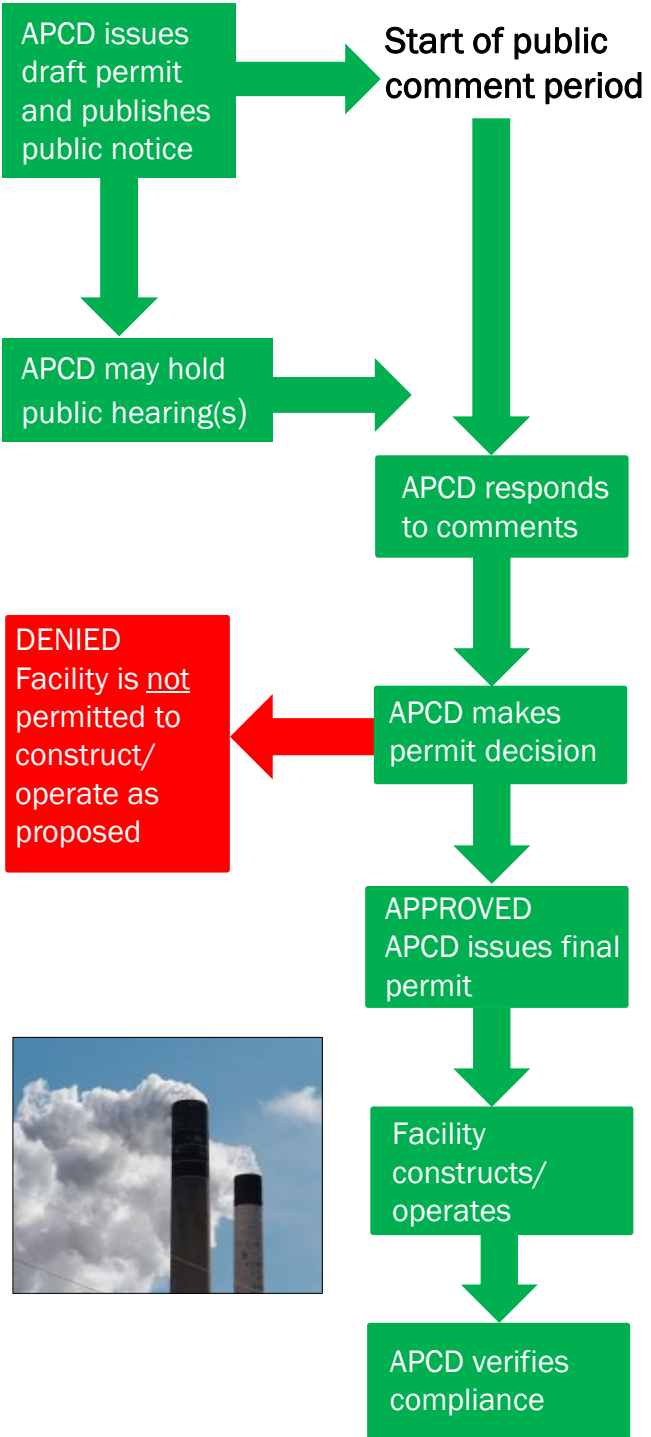 APCD issues
draft permit
and publishes
public notice
Start of public
comment period
APCD may hold
public hearing(s)
APCD responds
to comments
DENIED
Facility is not
permitted to
construct/
operate as
proposed
APCD makes
permit decision
APPROVED
APCD issues final
permit
Facility
constructs/
operates
APCD verifies
compliance